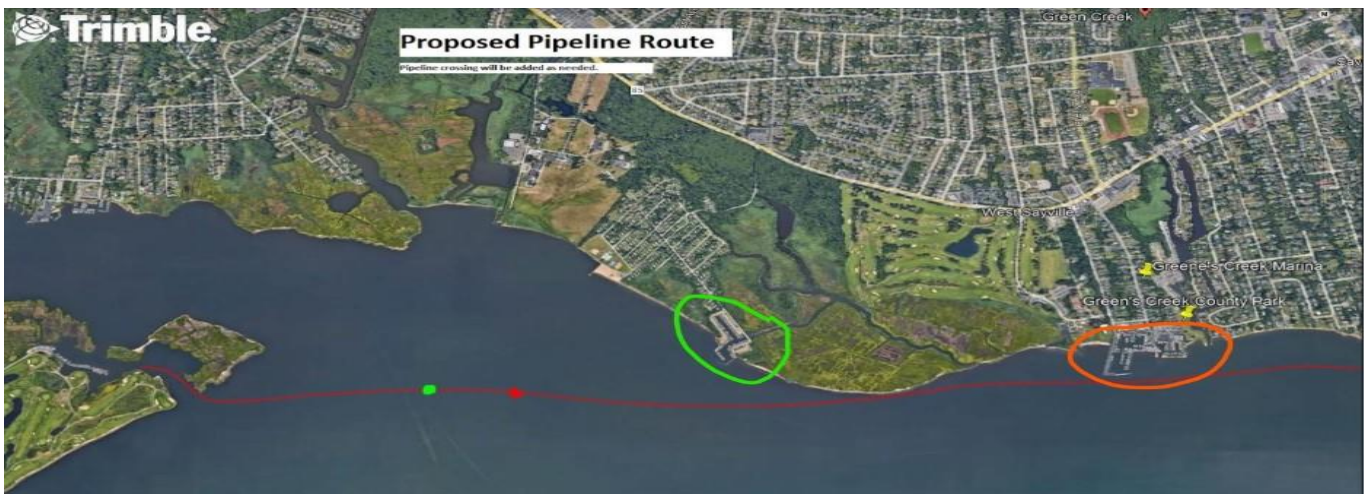 Trimble.
Proposed Pipeline Route
Pipeline crossing will be added as needed.
Green Creek
85
West Sayville
Greene's Creek Marina
Green's Creek County Park